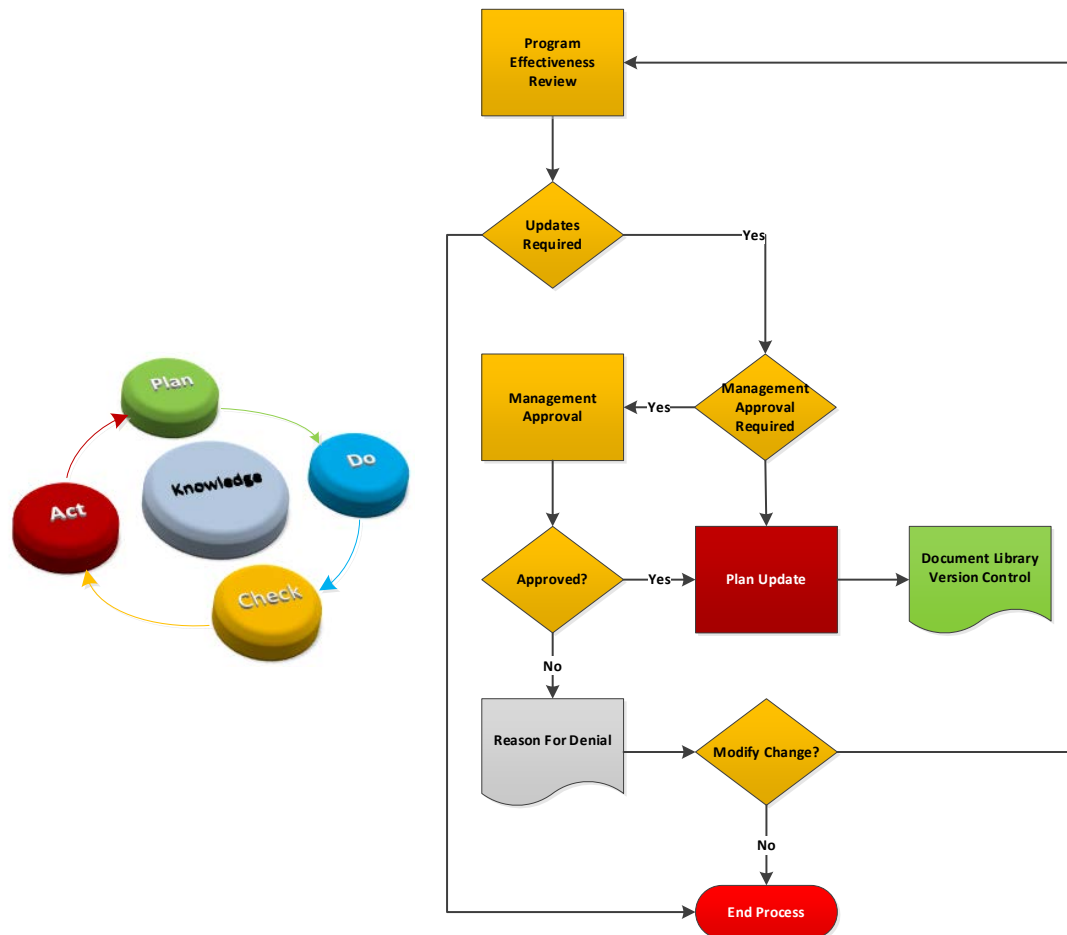 Program
Effectiveness
Review
Updates
Required
Yes
Plan
Do
Knowledge
Act
Check
Management
Approval
Yes
Management
Approval
Required
Approved?
Yes
Plan Update
Document Library
Version Control
No
Reason For Denial
Modify Change?
No
End Process